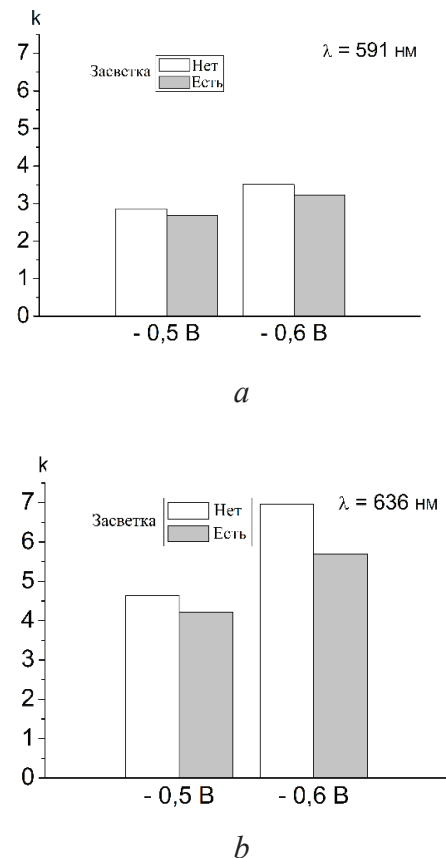 k
7
6
5
4
3
2
1
0
λ = 591 нм
Засветка
Нет
Есть
- 0,5 В
- 0,6 В
a
k
7
6
5
4
3
2
1
0
λ = 636 нм
Засветка
Нет
Есть
- 0,5 В
- 0,6 В
b